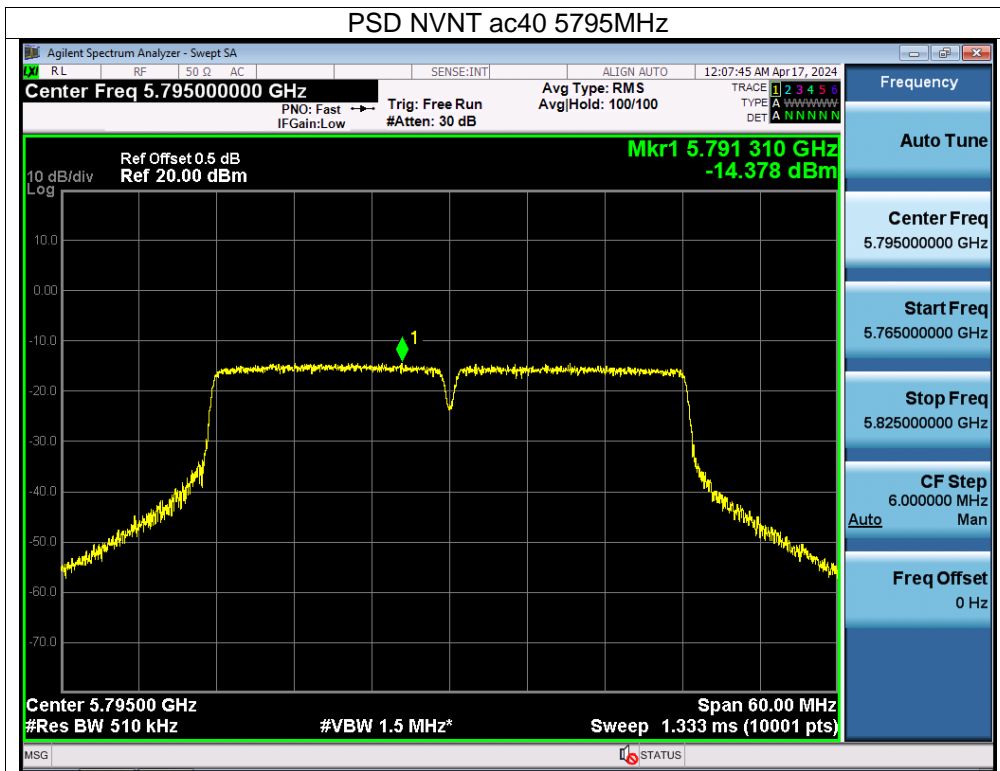 PSD NVNT ac40 5795MHz
Agilent Spectrum Analyzer - Swept SA
LXI RL RF 50 Ω AC SENSE:INT ALIGN AUTO 12:07:45 AM Apr 17, 2024
Center Freq 5.795000000 GHz
PNO: Fast
IFGain:Low
Trig: Free Run
#Atten: 30 dB
Avg Type: RMS
Avg|Hold: 100/100
TRACE 1 2 3 4 5 6
TYPE A WWWWW
DET A N N N N N
Mkr1 5.791 310 GHz
-14.378 dBm
Ref Offset 0.5 dB
10 dB/div Ref 20.00 dBm
Log
10.0
0.00
-10.0
-20.0
-30.0
-40.0
-50.0
-60.0
-70.0
1
Center 5.79500 GHz Span 60.00 MHz
#Res BW 510 kHz #VBW 1.5 MHz* Sweep 1.333 ms (10001 pts)
MSG STATUS
Frequency
Auto Tune
Center Freq
5.795000000 GHz
Start Freq
5.765000000 GHz
Stop Freq
5.825000000 GHz
CF Step
6.000000 MHz
Auto Man
Freq Offset
0 Hz